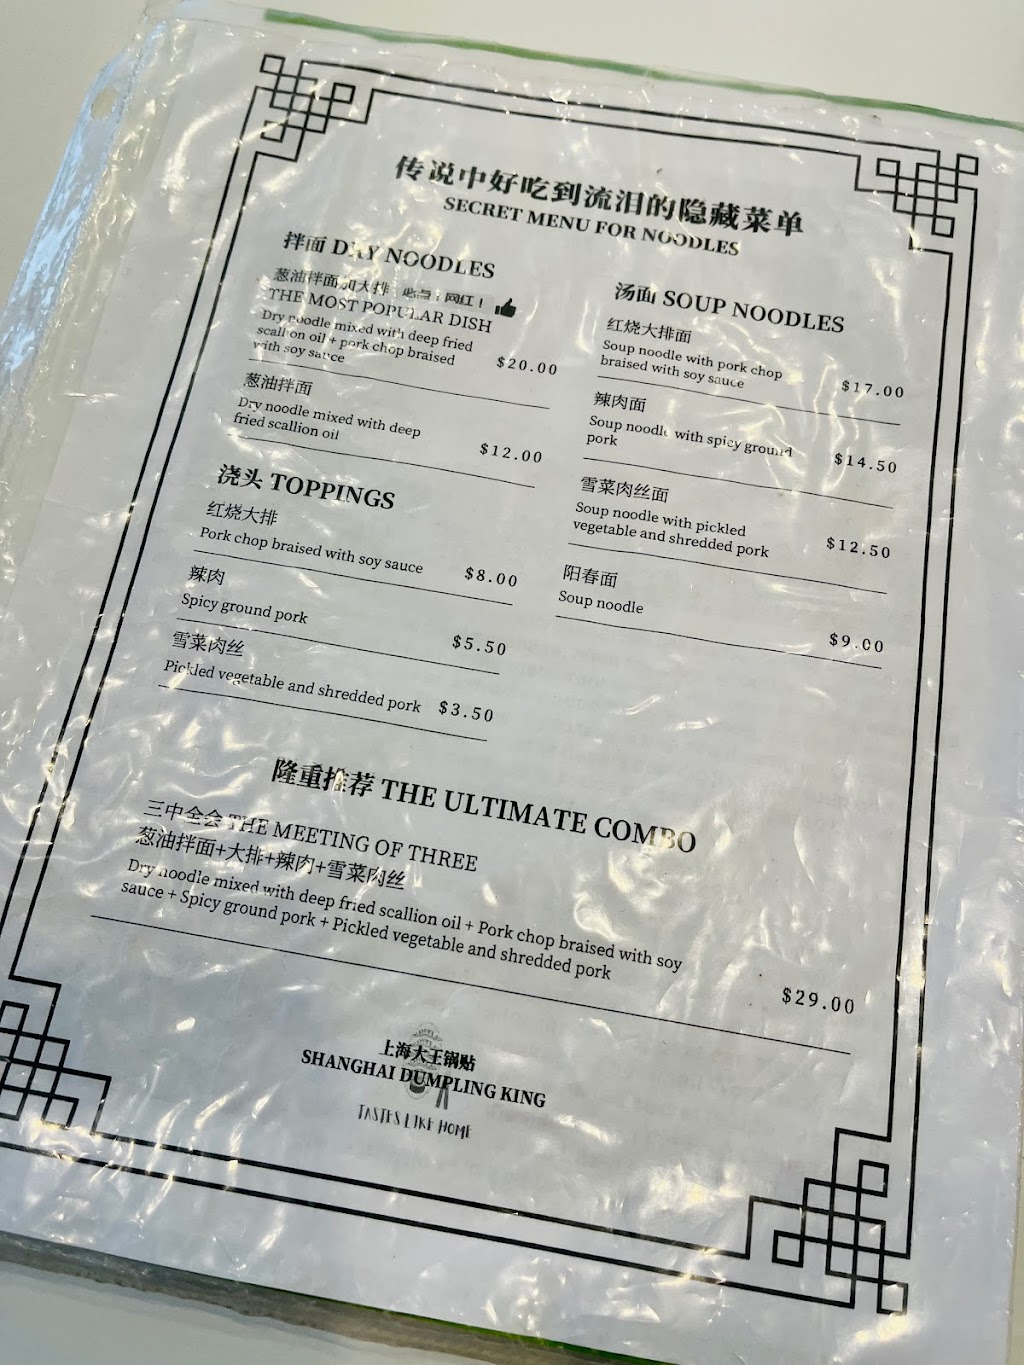 传说中好吃到流泪的隐藏菜单
SECRET MENU FOR NOODLES
拌面 DRY NOODLES
葱油拌面加大排 必点！网红！
THE MOST POPULAR DISH
Dry noodle mixed with deep fried
scallion oil + pork chop braised
with soy sauce
$20.00
葱油拌面
Dry noodle mixed with deep
fried scallion oil
$12.00
浇头 TOPPINGS
红烧大排
Pork chop braised with soy sauce
$8.00
辣肉
Spicy ground pork
$5.50
雪菜肉丝
Pickled vegetable and shredded pork
$3.50
汤面 SOUP NOODLES
红烧大排面
Soup noodle with pork chop
braised with soy sauce
$17.00
辣肉面
Soup noodle with spicy ground
pork
$14.50
雪菜肉丝面
Soup noodle with pickled
vegetable and shredded pork
$12.50
阳春面
Soup noodle
$9.00
隆重推荐 THE ULTIMATE COMBO
三中全会 THE MEETING OF THREE
葱油拌面+大排+辣肉+雪菜肉丝
Dry noodle mixed with deep fried scallion oil + Pork chop braised with soy
sauce + Spicy ground pork + Pickled vegetable and shredded pork
$29.00
上海大王锅贴
SHANGHAI DUMPLING KING
TASTES LIKE HOME